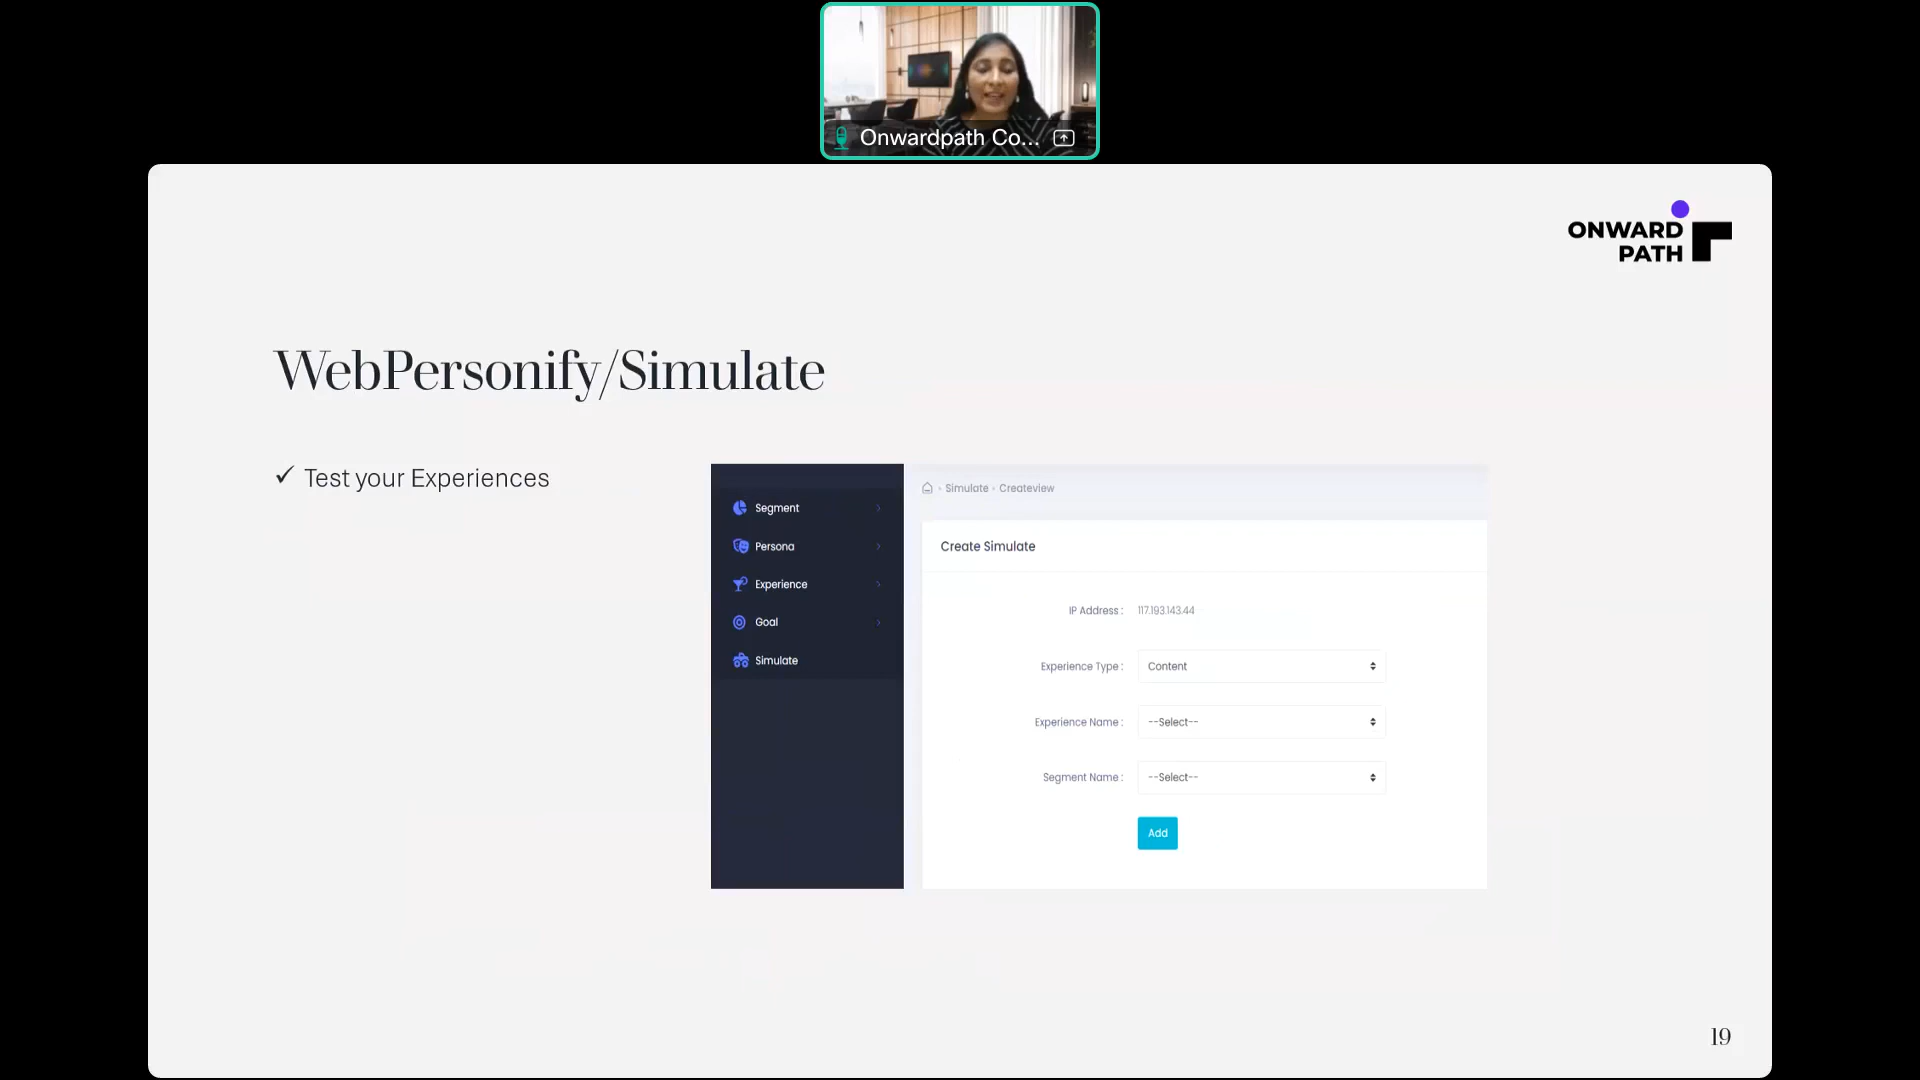 Onwardpath Co...
ONWARD
PATH
WebPersonify/Simulate
✓ Test your Experiences
Segment
Persona
Experience
Goal
Simulate
Simulate Createview
Create Simulate
IP Address : 117.193.143.44
Experience Type : Content
Experience Name : --Select--
Segment Name : --Select--
Add
19